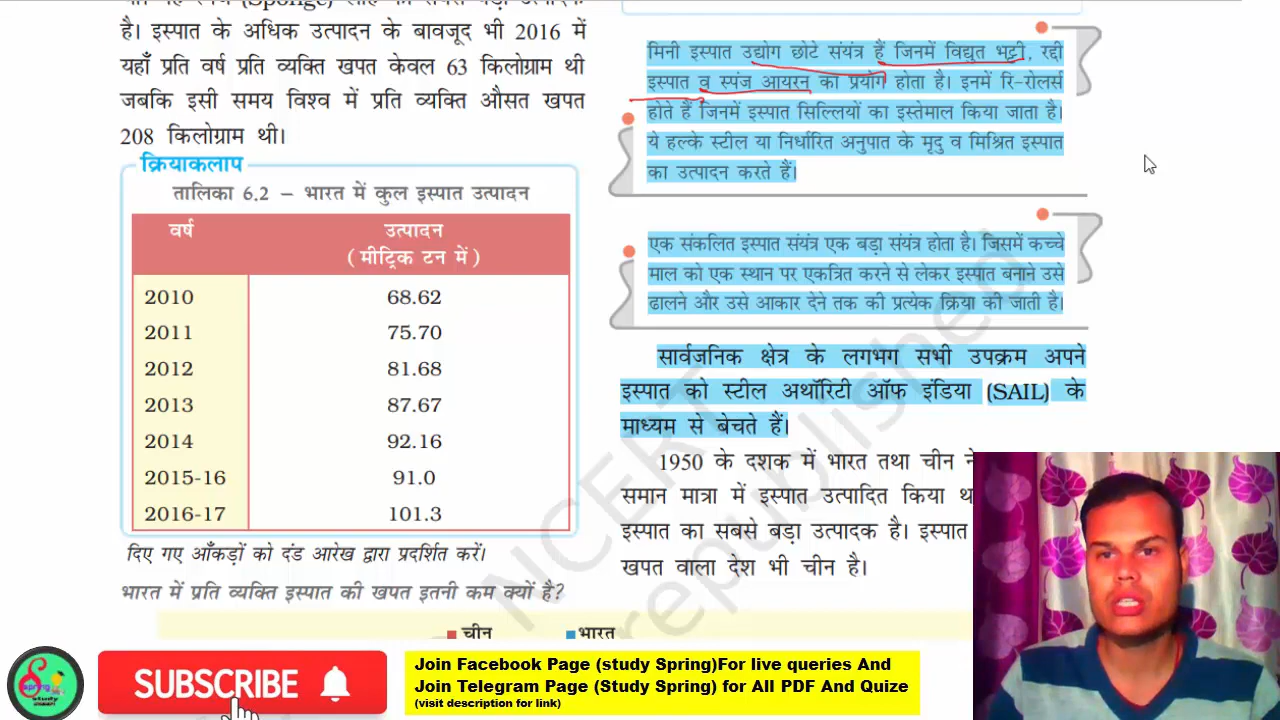 है। इस्पात के अधिक उत्पादन के बावजूद भी 2016 में
यहाँ प्रति वर्ष प्रति व्यक्ति खपत केवल 63 किलोग्राम थी
जबकि इसी समय विश्व में प्रति व्यक्ति औसत खपत
208 किलोग्राम थी।
क्रियाकलाप
तालिका 6.2 – भारत में कुल इस्पात उत्पादन
वर्ष उत्पादन
(मीट्रिक टन में)
2010 68.62
2011 75.70
2012 81.68
2013 87.67
2014 92.16
2015-16 91.0
2016-17 101.3
दिए गए आँकड़ों को दंड आरेख द्वारा प्रदर्शित करें।
भारत में प्रति व्यक्ति इस्पात की खपत इतनी कम क्यों है?
मिनी इस्पात उद्योग छोटे संयंत्र हैं जिनमें विद्युत भट्टी, रद्दी
इस्पात व स्पंज आयरन का प्रयोग होता है। इनमें रि-रोलर्स
होते हैं जिनमें इस्पात सिल्लियों का इस्तेमाल किया जाता है।
ये हल्के स्टील या निर्धारित अनुपात के मृदु व मिश्रित इस्पात
का उत्पादन करते हैं।
एक संकलित इस्पात संयंत्र एक बड़ा संयंत्र होता है। जिसमें कच्चे
माल को एक स्थान पर एकत्रित करने से लेकर इस्पात बनाने उसे
ढालने और उसे आकार देने तक की प्रत्येक क्रिया की जाती है।
सार्वजनिक क्षेत्र के लगभग सभी उपक्रम अपने
इस्पात को स्टील अथॉरिटी ऑफ इंडिया (SAIL) के
माध्यम से बेचते हैं।
1950 के दशक में भारत तथा चीन ने
समान मात्रा में इस्पात उत्पादित किया
इस्पात का सबसे बड़ा उत्पादक है। इस्पात
खपत वाला देश भी चीन है।
चीन भारत
NCERT
republished
Spring
study
SUBSCRIBE
Join Facebook Page (study Spring)For live queries And
Join Telegram Page (Study Spring) for All PDF And Quize
(visit description for link)